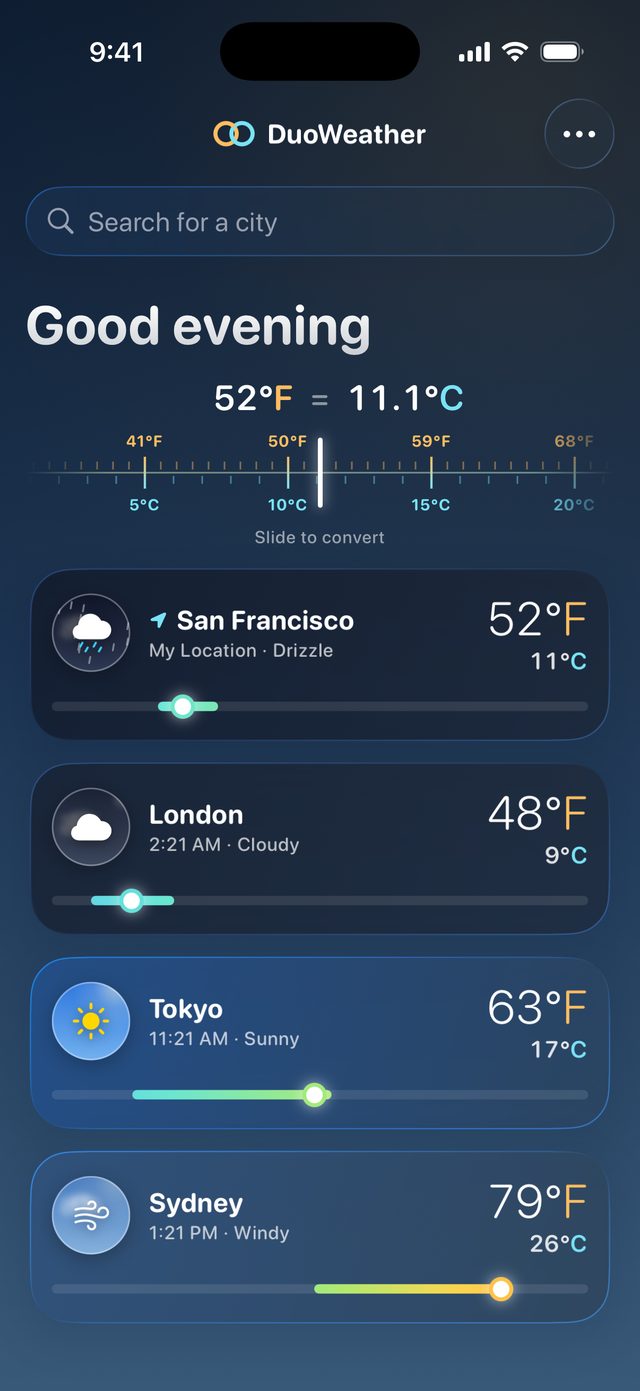 9:41
DuoWeather
Search for a city
Good evening
52°F = 11.1°C
41°F 50°F 59°F 68°F
5°C 10°C 15°C 20°C
Slide to convert
San Francisco
52°F
My Location · Drizzle
11°C
London
48°F
2:21 AM · Cloudy
9°C
Tokyo
63°F
11:21 AM · Sunny
17°C
Sydney
79°F
1:21 PM · Windy
26°C